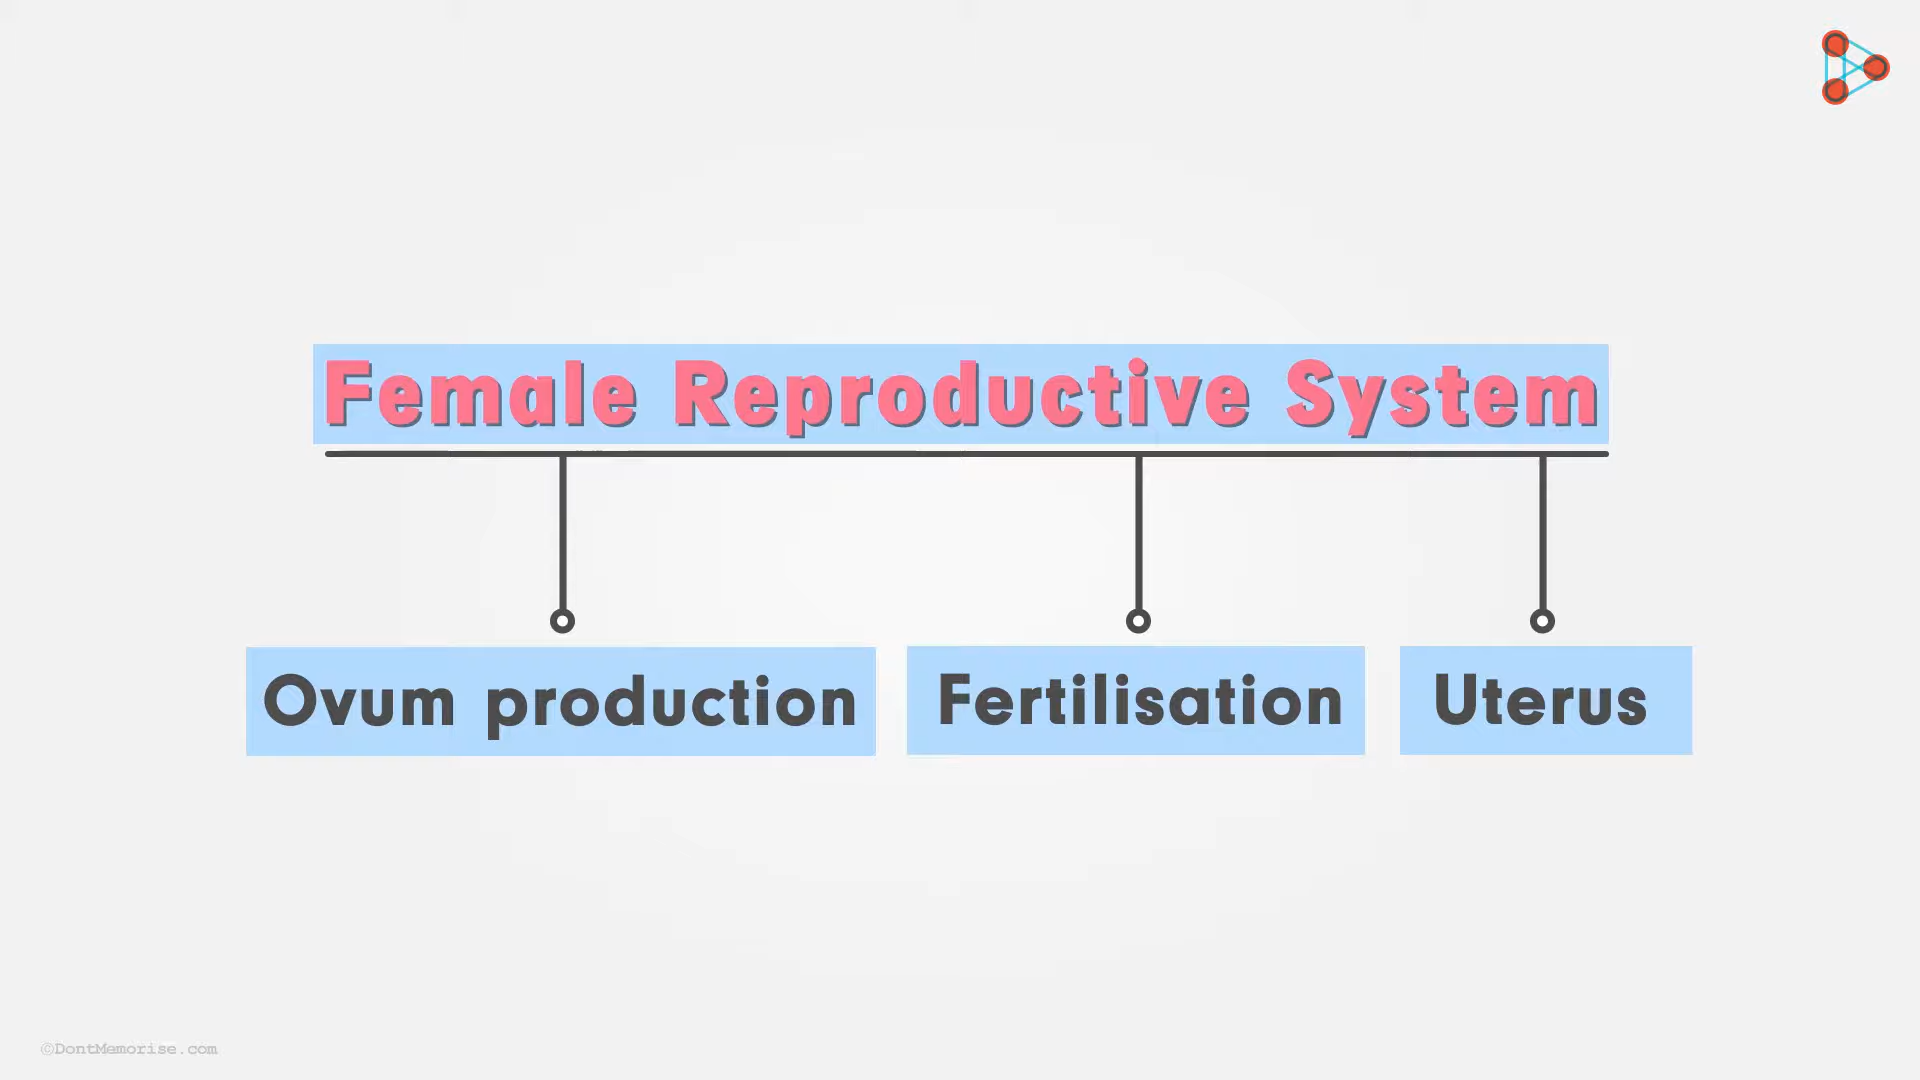 Female Reproductive System
Ovum production
Fertilisation
Uterus
©DontMemorise.com